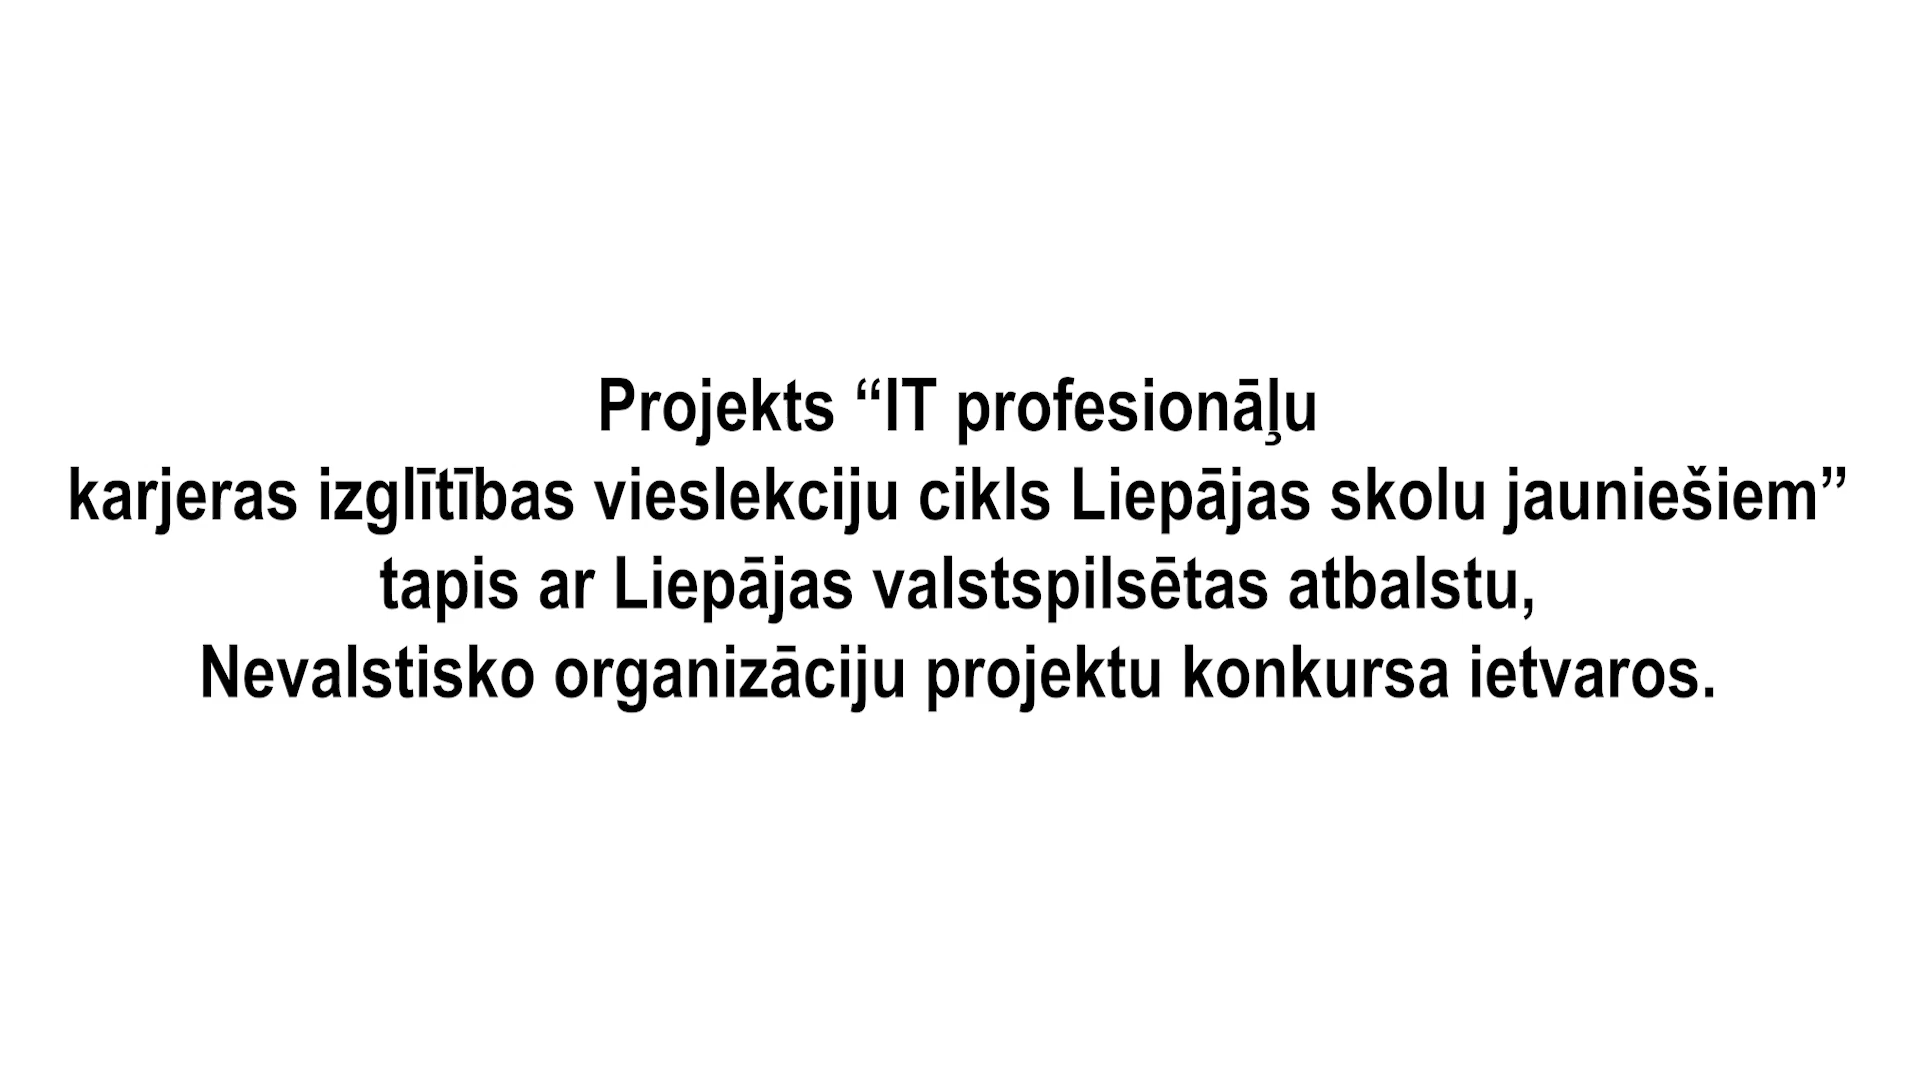 Projekts “IT profesionāļu
karjeras izglītības vieslekciju cikls Liepājas skolu jauniešiem”
tapis ar Liepājas valstspilsētas atbalstu,
Nevalstisko organizāciju projektu konkursa ietvaros.